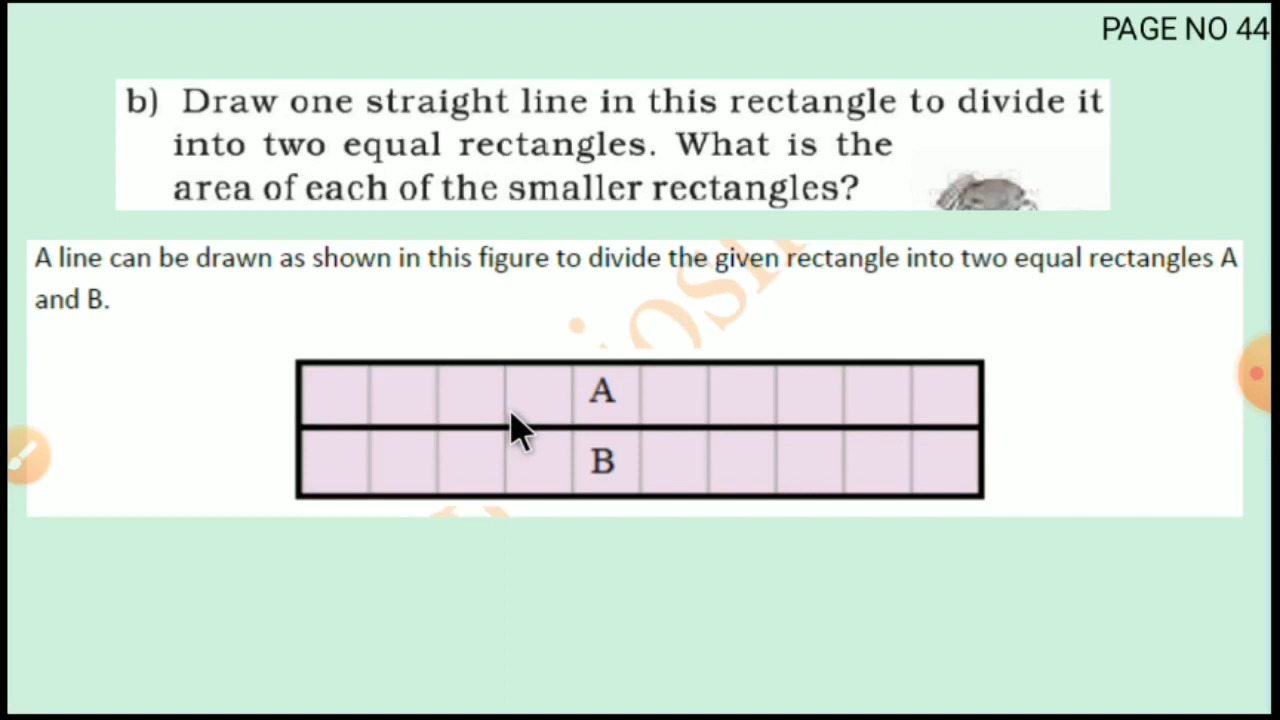 PAGE NO 44
b) Draw one straight line in this rectangle to divide it
into two equal rectangles. What is the
area of each of the smaller rectangles?
A line can be drawn as shown in this figure to divide the given rectangle into two equal rectangles A
and B.
A
B